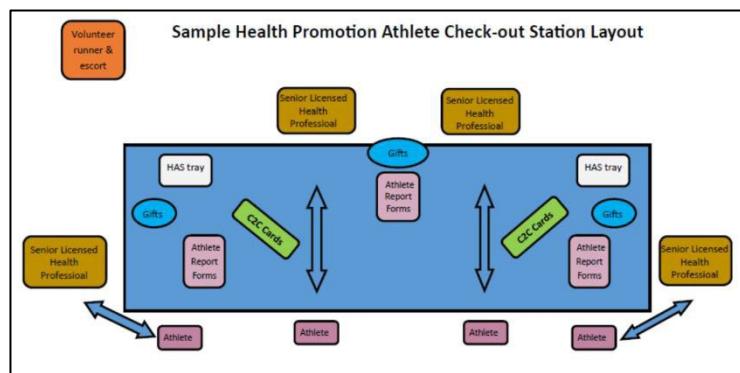 Sample Health Promotion Athlete Check-out Station Layout
Volunteer
runner &
escort
Senior Licensed
Health
Professional
Senior Licensed
Health
Professional
Gifts
HAS tray
Athlete
Report
Forms
HAS tray
Gifts
C2C Cards
C2C Cards
Gifts
Senior Licensed
Health
Professional
Athlete
Report
Forms
Athlete
Report
Forms
Senior Licensed
Health
Professional
Athlete
Athlete
Athlete
Athlete